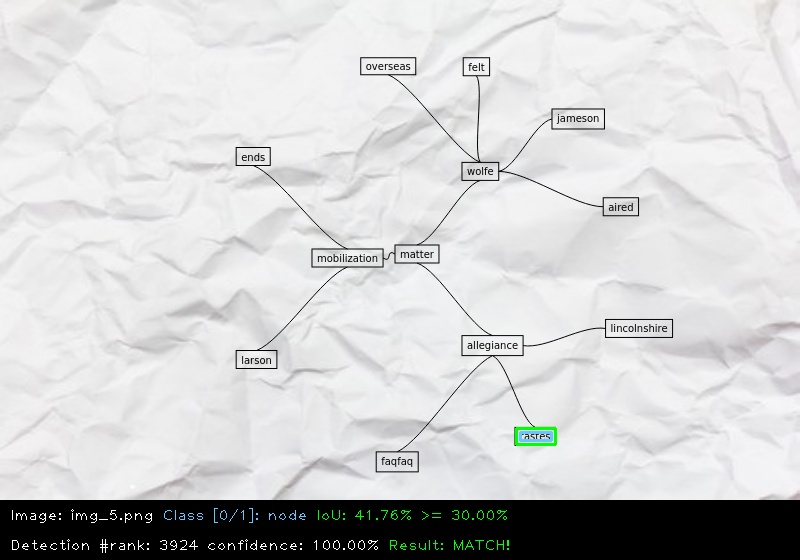 overseas
felt
jameson
ends
wolfe
aired
mobilization
matter
lincolnshire
allegiance
larson
faqfaq
Image: img_5.png Class [0/1]: node IoU: 41.76% >= 30.00%
Detection #rank: 3924 confidence: 100.00% Result: MATCH!